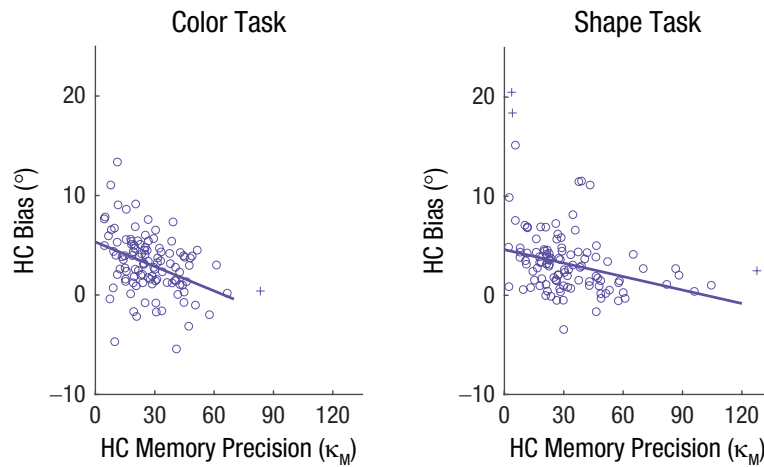 Color Task
20
10
0
−10
0 30 60 90 120
HC Bias (°)
HC Memory Precision (κM)
Shape Task
20
10
0
−10
0 30 60 90 120
HC Bias (°)
HC Memory Precision (κM)